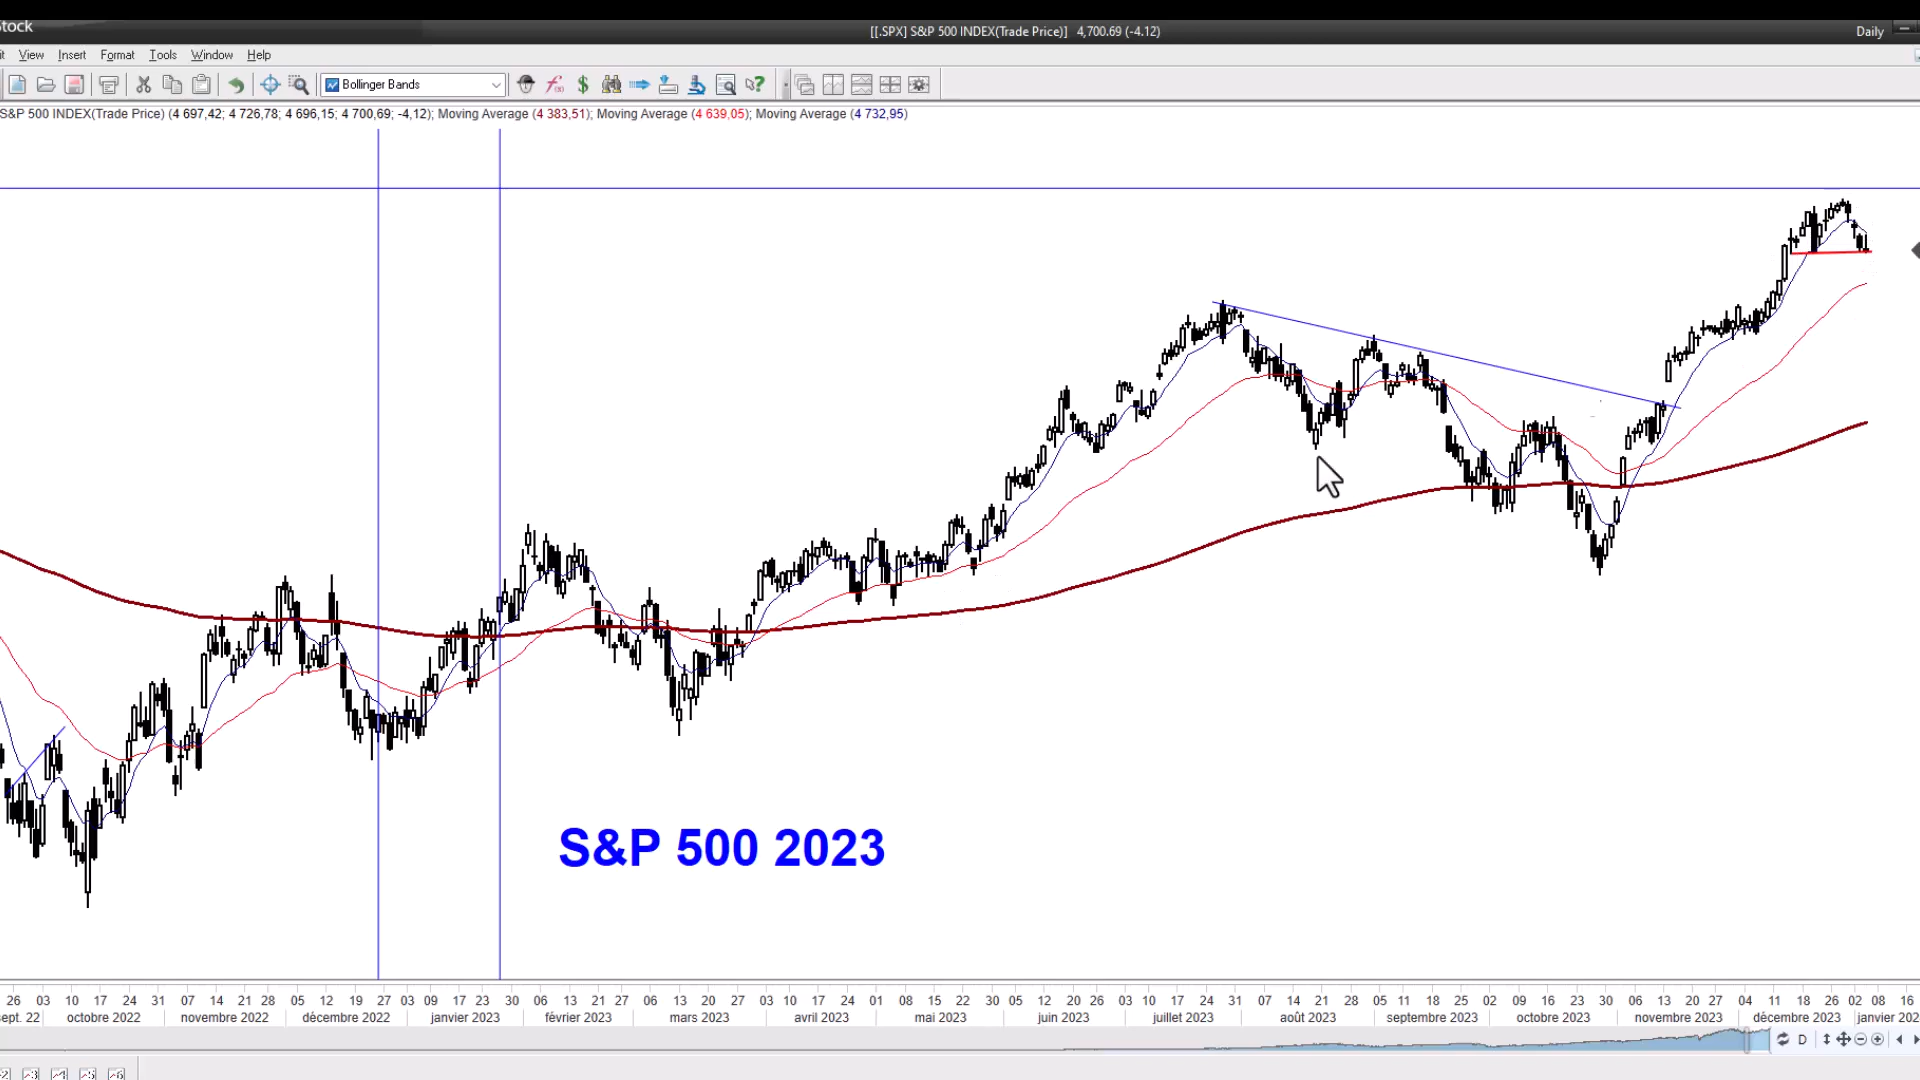 Stock
[[.SPX] S&P 500 INDEX(Trade Price)] 4,700.69 (-4.12)
Daily
it View Insert Format Tools Window Help
Bollinger Bands
S&P 500 INDEX(Trade Price) (4 697,42; 4 726,78; 4 696,15; 4 700,69; -4,12); Moving Average (4 383,51); Moving Average (4 639,05); Moving Average (4 732,95)
S&P 500 2023
26 03 10 17 24 31 07 14 21 28 05 12 19 27 03 09 17 23 30 06 13 21 27 06 13 20 27 03 10 17 24 01 08 15 22 30 05 12 20 26 03 10 17 24 31 07 14 21 28 05 11 18 25 02 09 16 23 30 06 13 20 27 04 11 18 26 02 08 16
sept. 22 octobre 2022 novembre 2022 décembre 2022 janvier 2023 février 2023 mars 2023 avril 2023 mai 2023 juin 2023 juillet 2023 août 2023 septembre 2023 octobre 2023 novembre 2023 décembre 2023 janvier 202
D